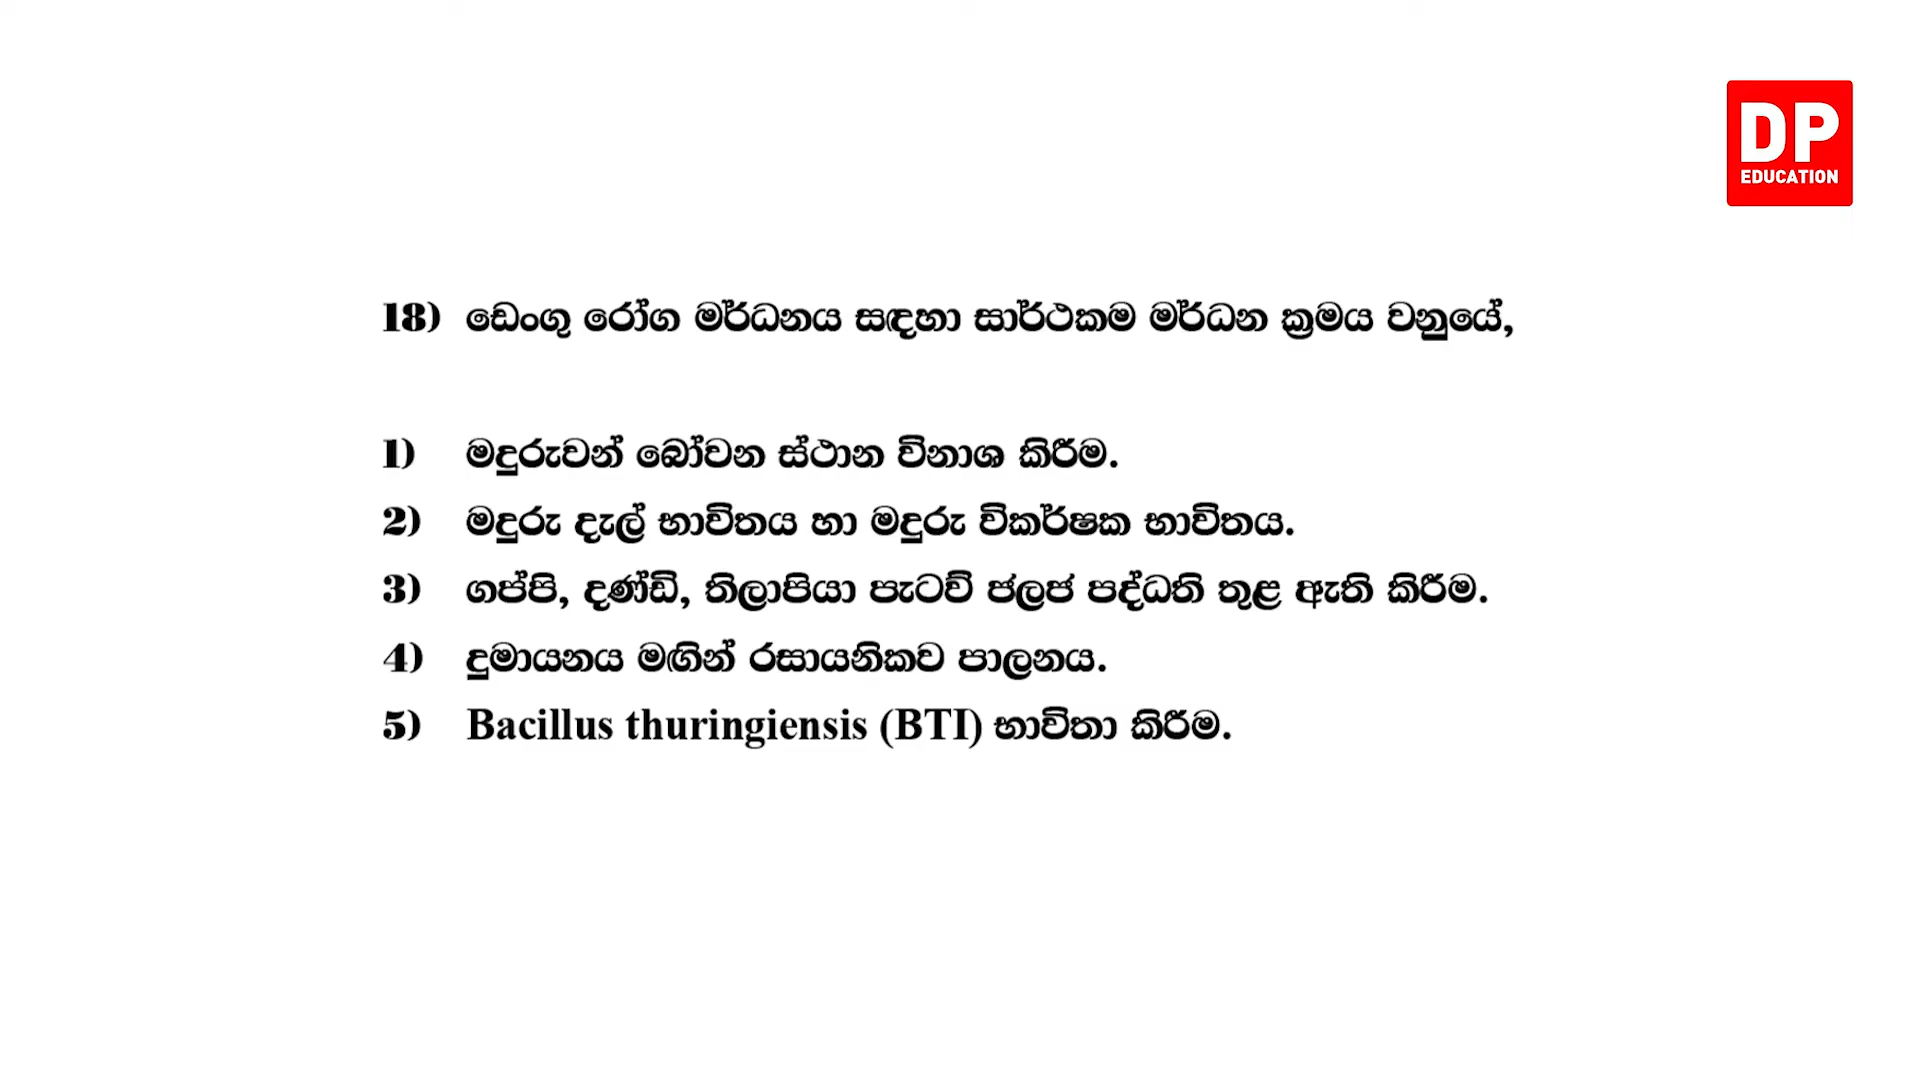 DP
EDUCATION
18) ඩෙංගු රෝග මර්ධනය සඳහා සාර්ථකම මර්ධන ක්‍රමය වනුයේ,
1) මදුරුවන් බෝවන ස්ථාන විනාශ කිරීම.
2) මදුරු දැල් භාවිතය හා මදුරු විකර්ෂක භාවිතය.
3) ගප්පි, දණ්ඩි, තිලාපියා පැටව් ජලජ පද්ධති තුළ ඇති කිරීම.
4) දුමායනය මඟින් රසායනිකව පාලනය.
5) Bacillus thuringiensis (BTI) භාවිතා කිරීම.